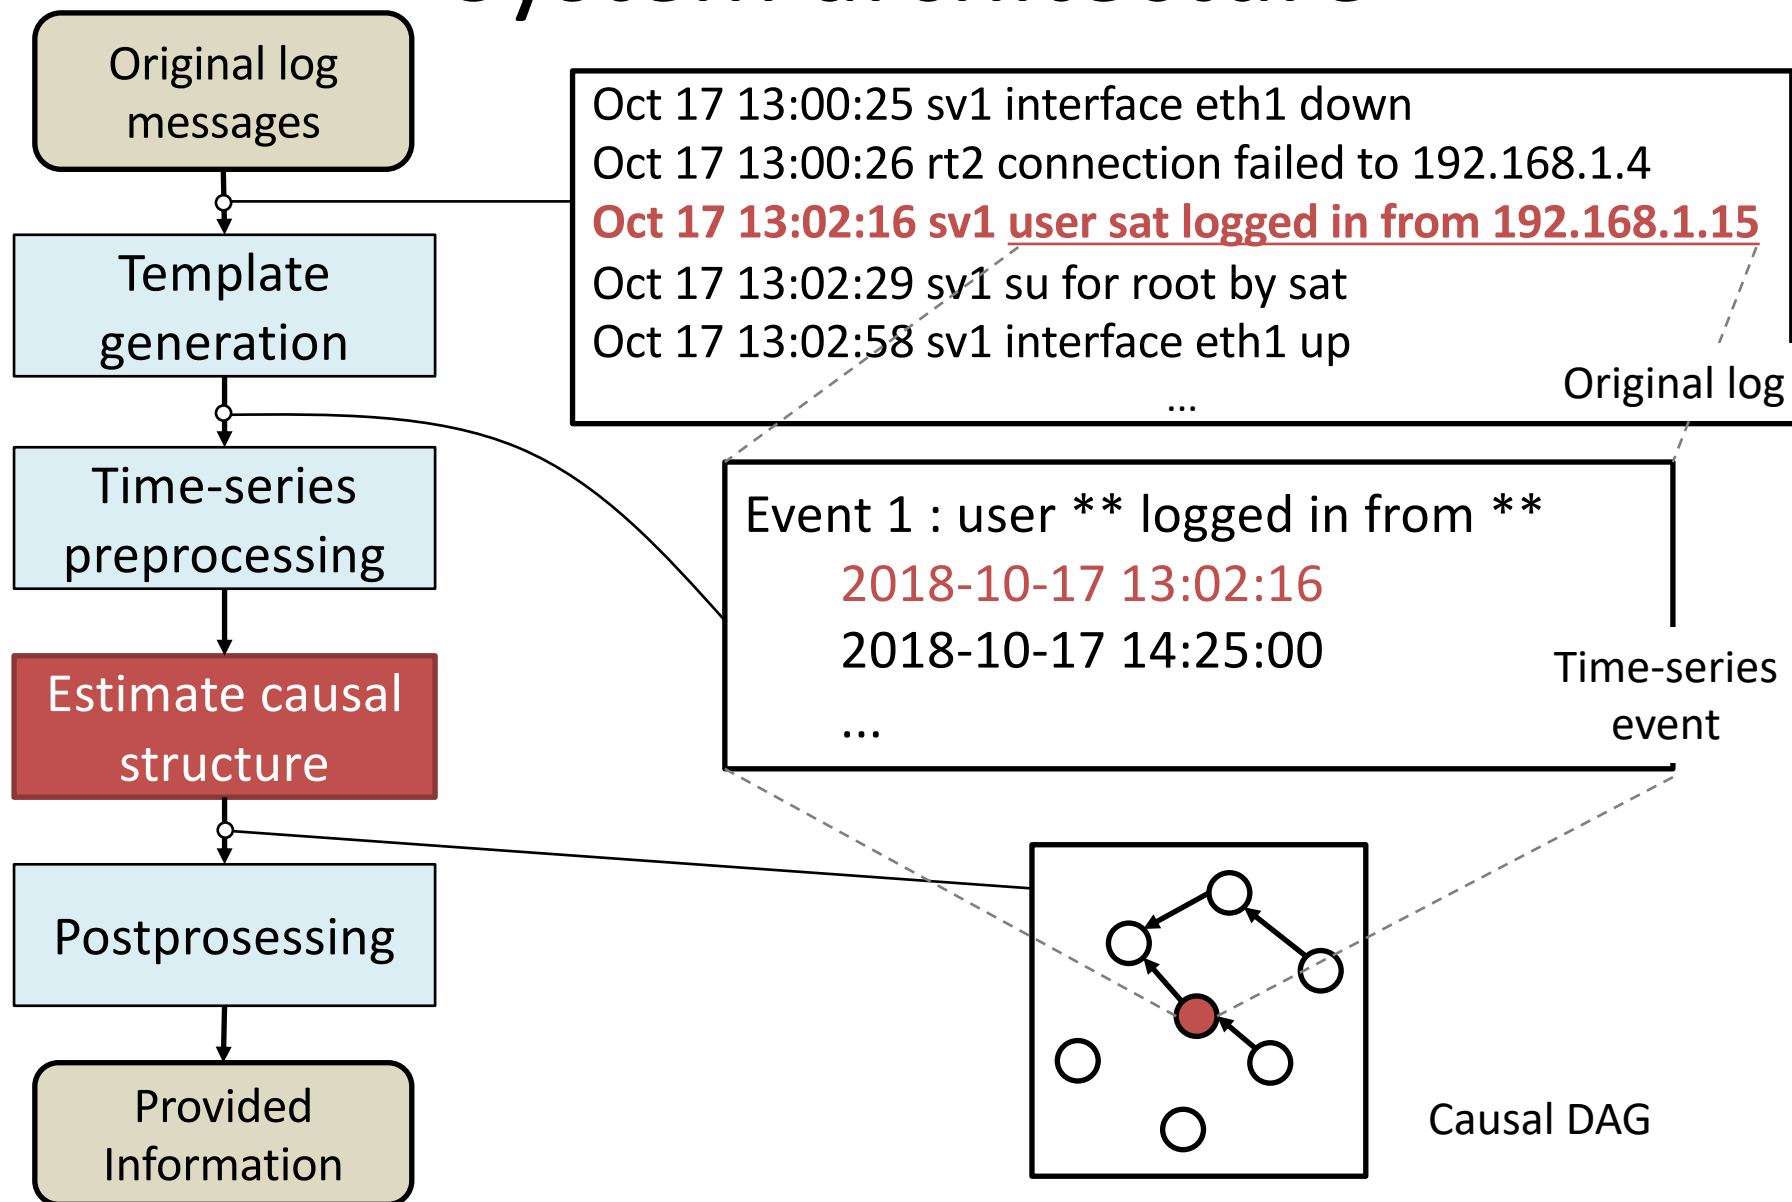 System architecture
Original log
messages
Template
generation
Time-series
preprocessing
Estimate causal
structure
Postprosessing
Provided
Information
Oct 17 13:00:25 sv1 interface eth1 down
Oct 17 13:00:26 rt2 connection failed to 192.168.1.4
Oct 17 13:02:16 sv1 user sat logged in from 192.168.1.15
Oct 17 13:02:29 sv1 su for root by sat
Oct 17 13:02:58 sv1 interface eth1 up
...
Original log
Event 1 : user ** logged in from **
2018-10-17 13:02:16
2018-10-17 14:25:00
...
Time-series
event
Causal DAG